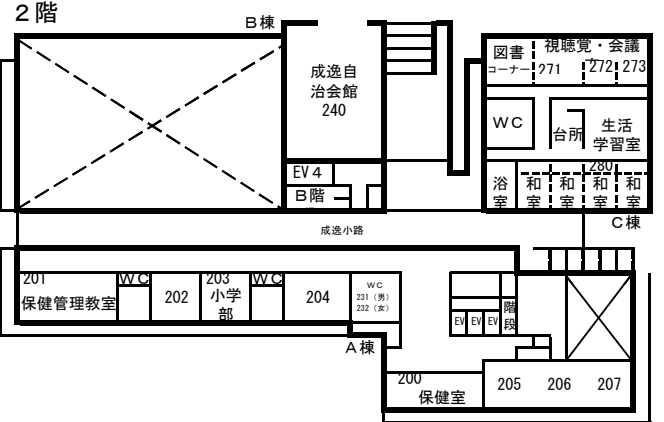 ２階
Ｂ棟
成逸自
治会館
240
EV４
Ｂ階
図書
コーナー
視聴覚・会議
271
272
273
ＷＣ
台所
生活
学習室
280
浴
室
和
室
和
室
和
室
和
室
Ｃ棟
成逸小路
201
保健管理教室
ＷＣ
202
203
小学
部
ＷＣ
204
ＷＣ
231（男）
232（女）
Ａ棟
EV
EV
EV
階
段
200
保健室
205
206
207